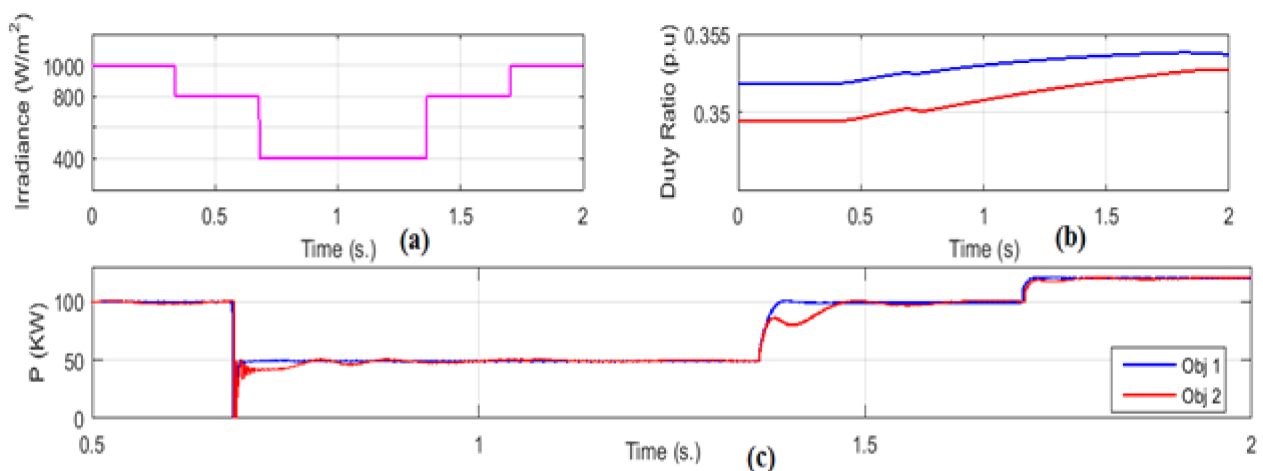 Irradiance (W/m²)
1000
800
400
0 0.5 1 1.5 2
Time (s.)
(a)
Duty Ratio (p.u)
0.355
0.35
0 0.5 1 1.5 2
Time (s)
(b)
P (KW)
100
50
0
0.5 1 1.5 2
Obj 1
Obj 2
Time (s.)
(c)